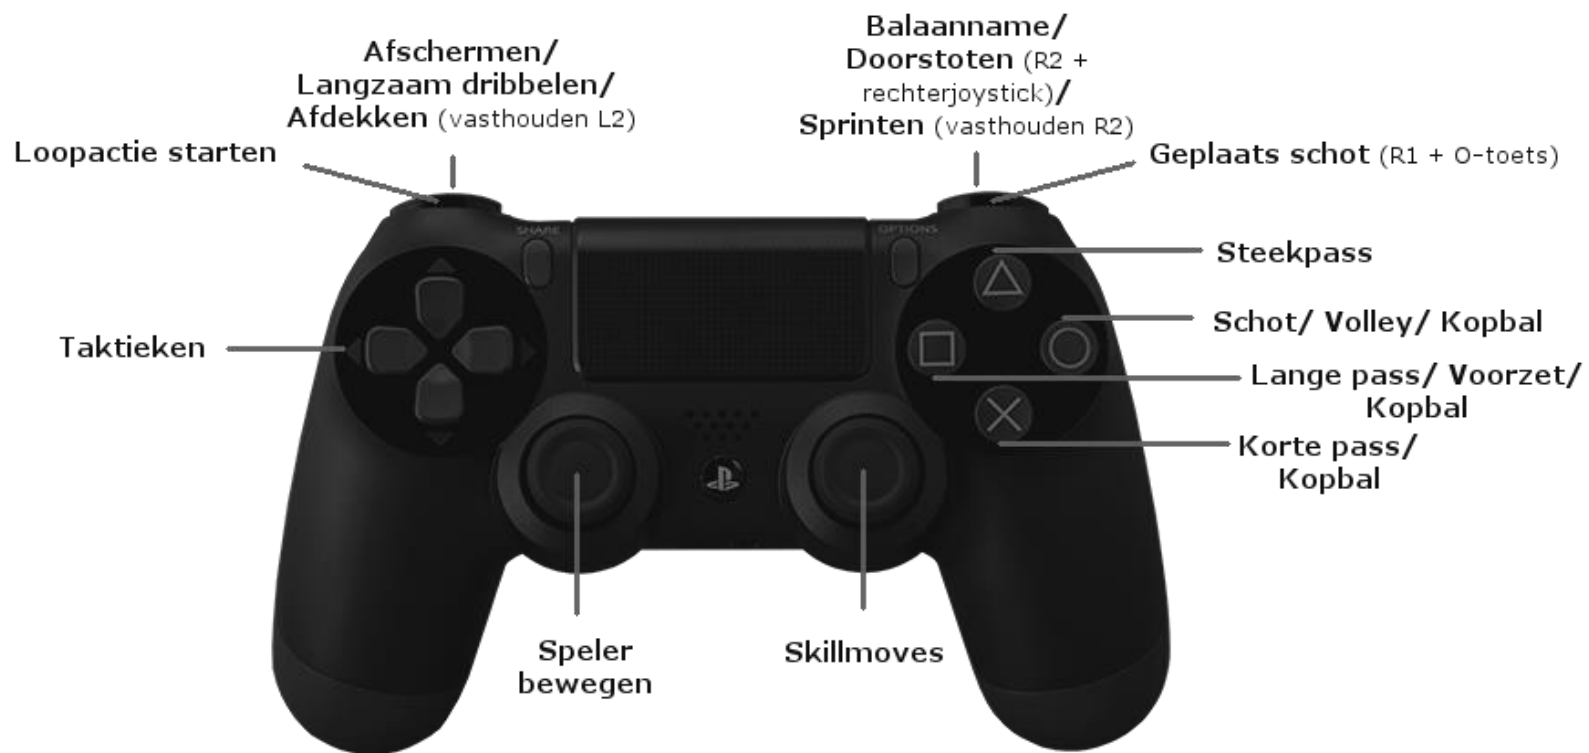 Afschermen/
Langzaam dribbelen/
Afdekken (vasthouden L2)
Loopactie starten
Balaanname/
Doorstoten (R2 +
rechterjoystick)/
Sprinten (vasthouden R2)
Geplaats schot (R1 + O-toets)
SHARE
OPTIONS
Steekpass
Schot/ Volley/ Kopbal
Taktieken
Lange pass/ Voorzet/
Kopbal
Korte pass/
Kopbal
Speler
bewegen
Skillmoves